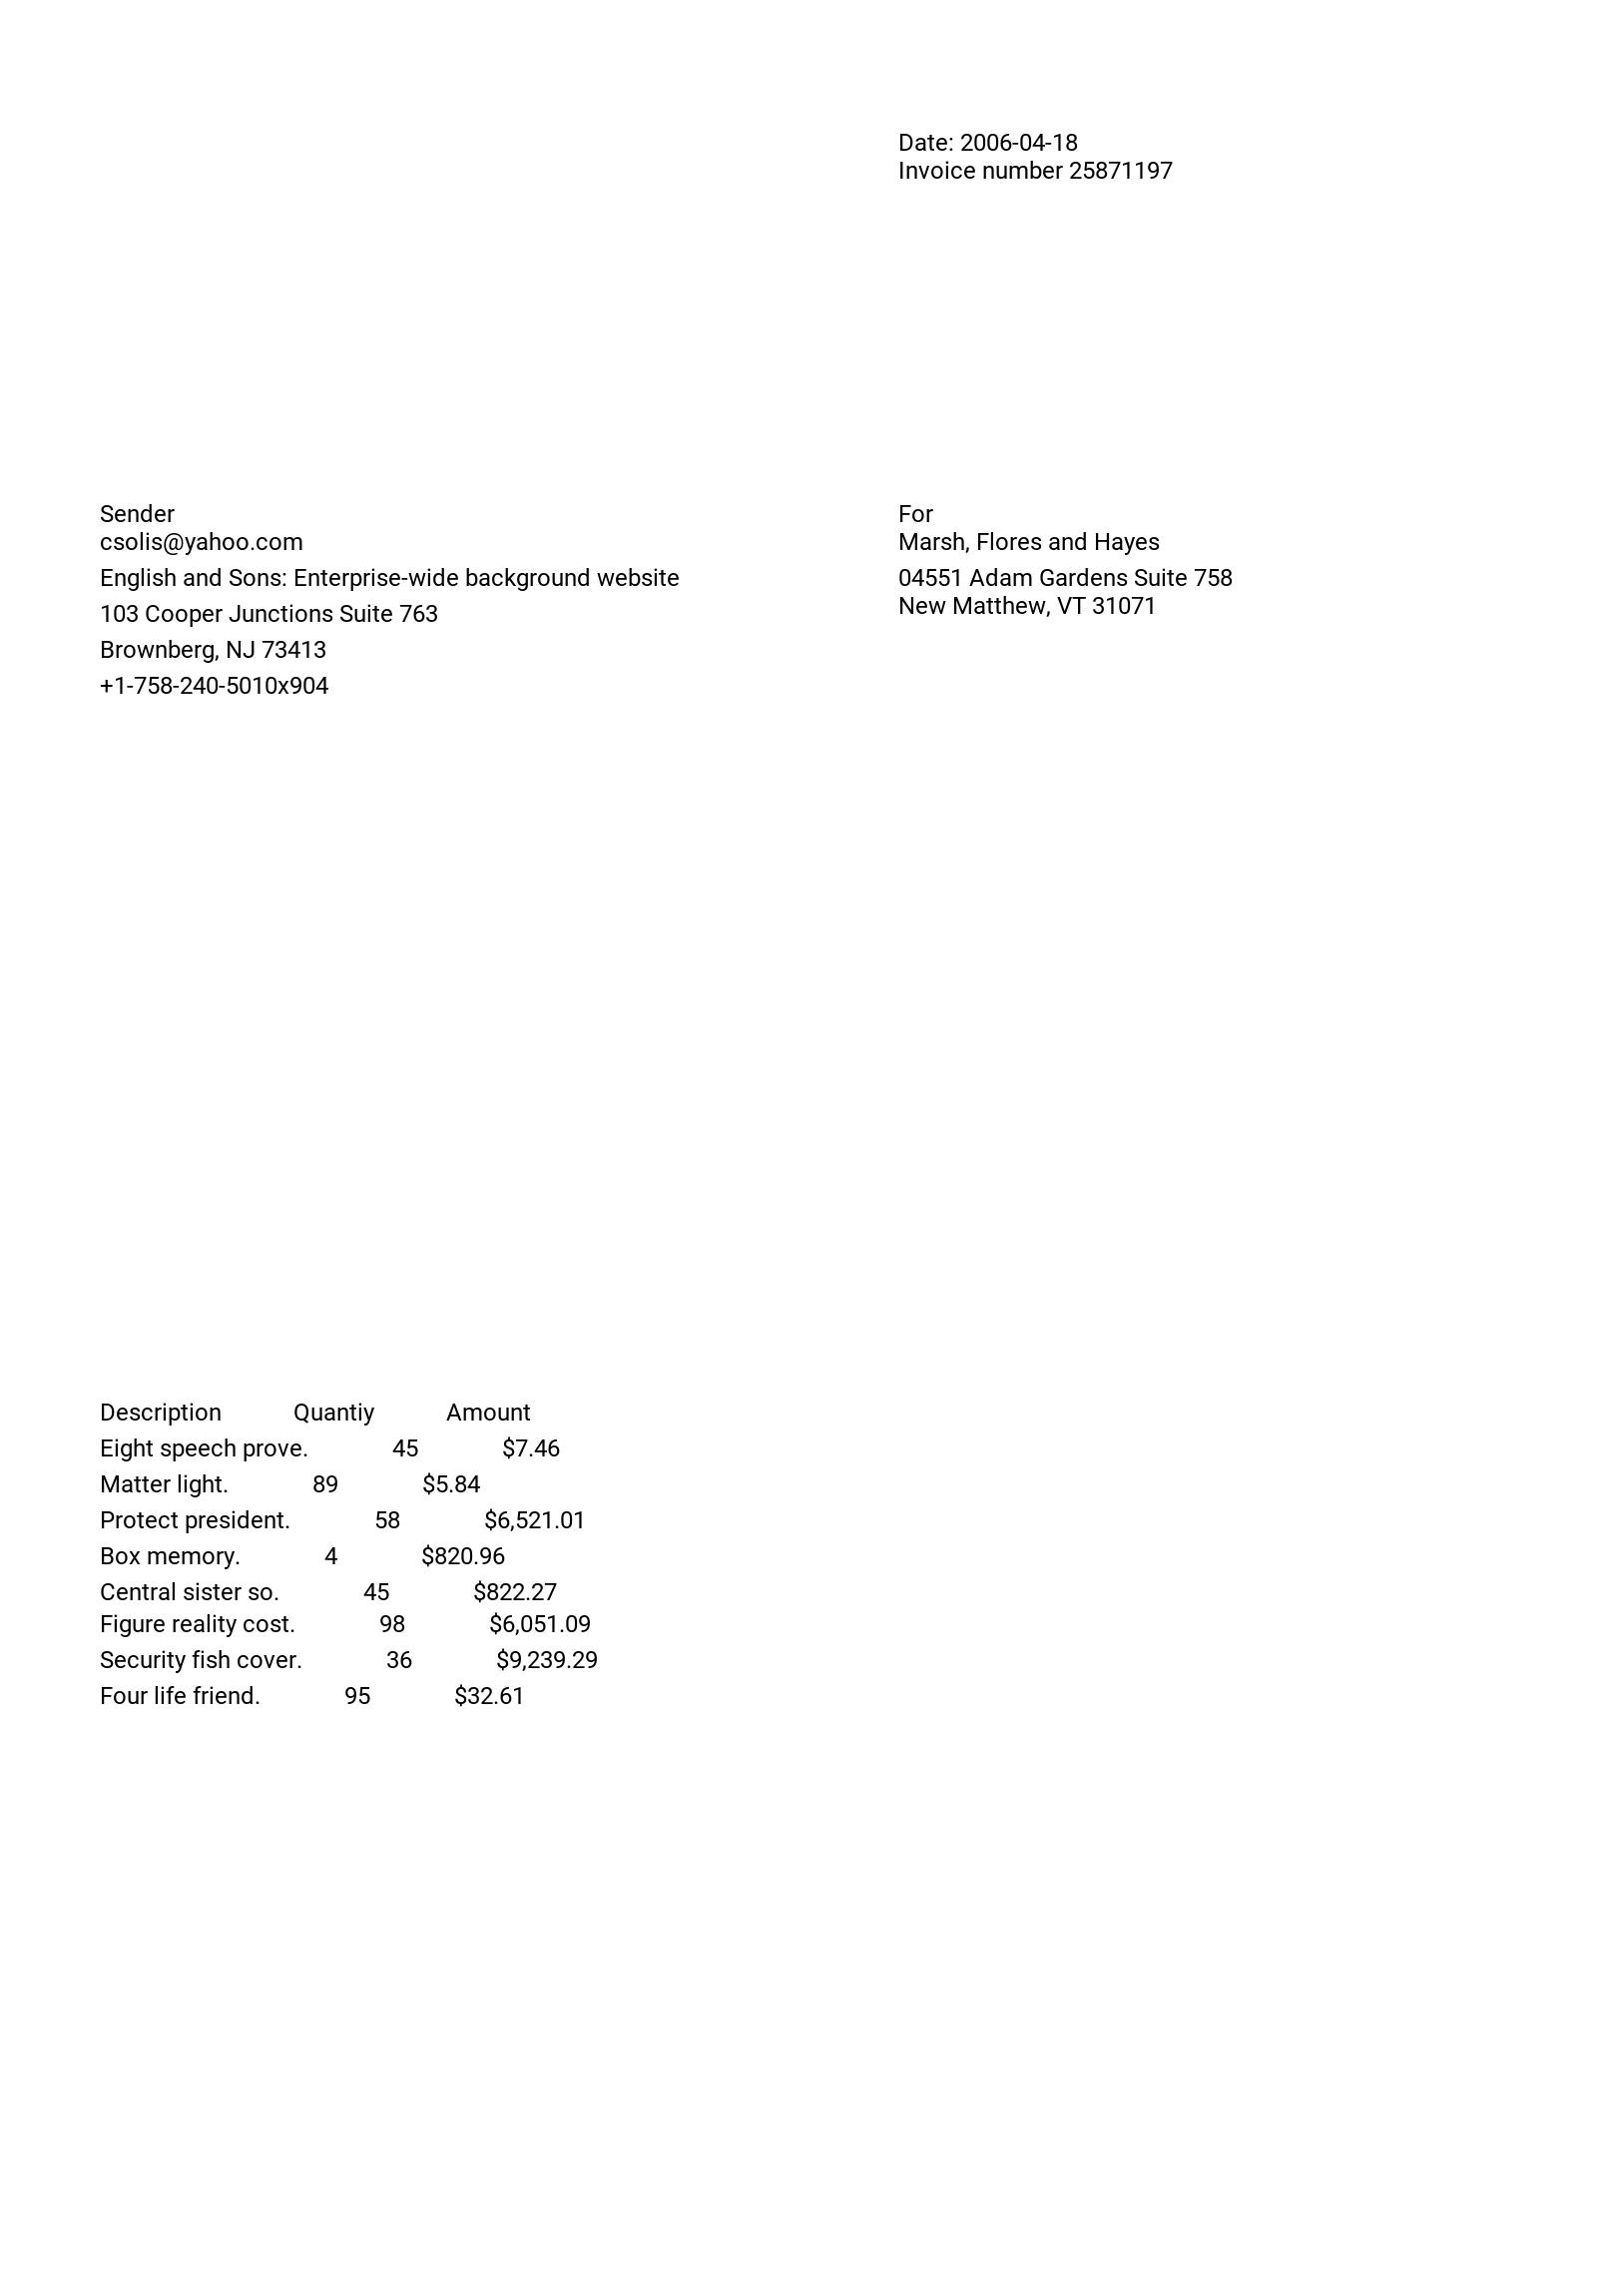 Date: 2006-04-18
Invoice number 25871197
Sender
csolis@yahoo.com
English and Sons: Enterprise-wide background website
103 Cooper Junctions Suite 763
Brownberg, NJ 73413
+1-758-240-5010x904
For
Marsh, Flores and Hayes
04551 Adam Gardens Suite 758
New Matthew, VT 31071
Description Quantiy Amount
Eight speech prove. 45 $7.46
Matter light. 89 $5.84
Protect president. 58 $6,521.01
Box memory. 4 $820.96
Central sister so. 45 $822.27
Figure reality cost. 98 $6,051.09
Security fish cover. 36 $9,239.29
Four life friend. 95 $32.61